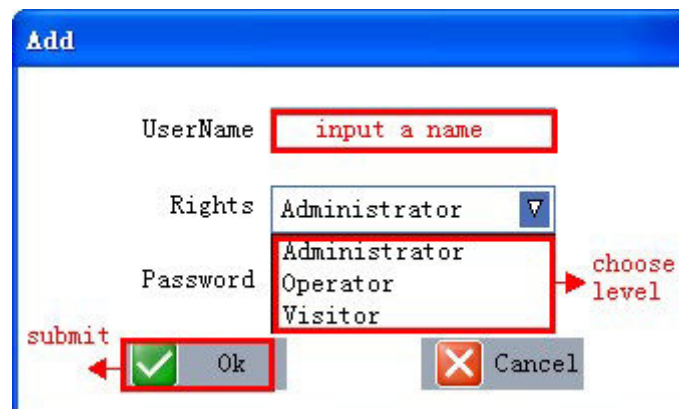 Add
UserName input a name
Rights Administrator
Administrator
Password Operator
Visitor
choose
level
submit
Ok Cancel